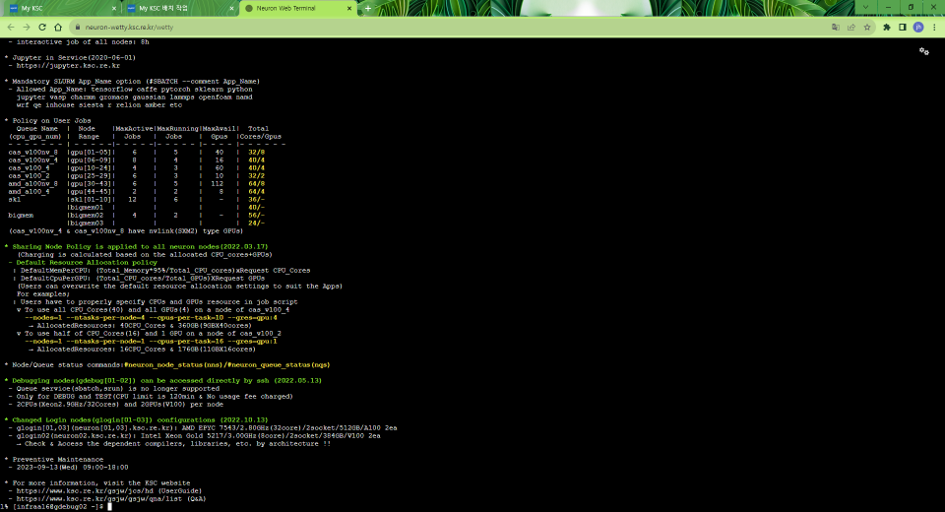 My KSC
My KSC 배치 작업
Neuron Web Terminal
neuron-wetty.ksc.re.kr/wetty
- interactive job of all nodes: 8h
* Jupyter in Service(2020-06-01)
- https://jupyter.ksc.re.kr
* Mandatory SLURM App_Name option (#SBATCH --comment App_Name)
- Allowed App_Name: tensorflow caffe pytorch sklearn python
jupyter vasp charmm gromacs gaussian lammps openfoam namd
wrf qe inhouse siesta r relion amber etc
* Policy on User Jobs
Queue Name | Node |MaxActive|MaxRunning|MaxAvail| Total
(cpu_gpu_num) | Range | Jobs | Jobs | Gpus |Cores/Gpus
- - - - - - - - - - - - - - - - - - - - - - - - - - - - - - - - - - -
cas_v100nv_8 |gpu[01-05]| 6 | 5 | 40 | 32/8
cas_v100nv_4 |gpu[06-09]| 8 | 4 | 16 | 40/4
cas_v100_4 |gpu[10-24]| 4 | 3 | 60 | 40/4
cas_v100_2 |gpu[25-29]| 6 | 3 | 10 | 32/2
amd_a100nv_8 |gpu[30-43]| 6 | 5 | 112 | 64/8
amd_a100_4 |gpu[44-45]| 2 | 2 | 8 | 64/4
skl |skl[01-10]| 12 | 6 | - | 36/-
|bigmem01 | | | | 40/-
bigmem |bigmem02 | 4 | 2 | - | 56/-
|bigmem03 | | | | 24/-
(cas_v100nv_4 & cas_v100nv_8 have nvlink(SXM2) type GPUs)
* Sharing Node Policy is applied to all neuron nodes(2022.03.17)
(Charging is calculated based on the allocated CPU_cores+GPUs)
- Default Resource Allocation policy
: DefaultMemPerCPU: (Total_Memory*95%/Total_CPU_cores)xRequest CPU_Cores
: DefaultCpuPerGPU: (Total_CPU_cores/Total_GPUs)XRequest GPUs
(Users can overwrite the default resource allocation settings to suit the Apps)
For examples;
: Users have to properly specify CPUs and GPUs resource in job script
▽ To use all CPU_Cores(40) and all GPUs(4) on a node of cas_v100_4
--nodes=1 --ntasks-per-node=4 --cpus-per-task=10 --gres=gpu:4
→ AllocatedResources: 40CPU_Cores & 360GB(9GBX40cores)
▽ To use half of CPU_Cores(16) and 1 GPU on a node of cas_v100_2
--nodes=1 --ntasks-per-node=1 --cpus-per-task=16 --gres=gpu:1
→ AllocatedResources: 16CPU_Cores & 176GB(11GBX16cores)
* Node/Queue status commands:#neuron_node_status(nns)/#neuron_queue_status(nqs)
* Debugging nodes(gdebug[01-02]) can be accessed directly by ssh (2022.05.13)
- Queue service(sbatch,srun) is no longer supported
- Only for DEBUG and TEST(CPU limit is 120min & No usage fee charged)
- 2CPUs(Xeon2.9GHz/32Cores) and 2GPUs(V100) per node
* Changed Login nodes(glogin[01-03]) configurations (2022.10.13)
- glogin[01,03](neuron[01,03].ksc.re.kr): AMD EPYC 7543/2.80GHz(32core)/2socket/512GB/A100 2ea
- glogin02(neuron02.ksc.re.kr): Intel Xeon Gold 5217/3.00GHz(8core)/2socket/384GB/V100 2ea
→ Check & Access the dependent compilers, libraries, etc. by architecture !!
* Preventive Maintenance
- 2023-09-13(Wed) 09:00-18:00
* For more information, visit the KSC website
- https://www.ksc.re.kr/gsjw/jcs/hd (UserGuide)
- https://www.ksc.re.kr/gsjw/gsjw/qna/list (Q&A)
[infraa16@gdebug02 ~]$